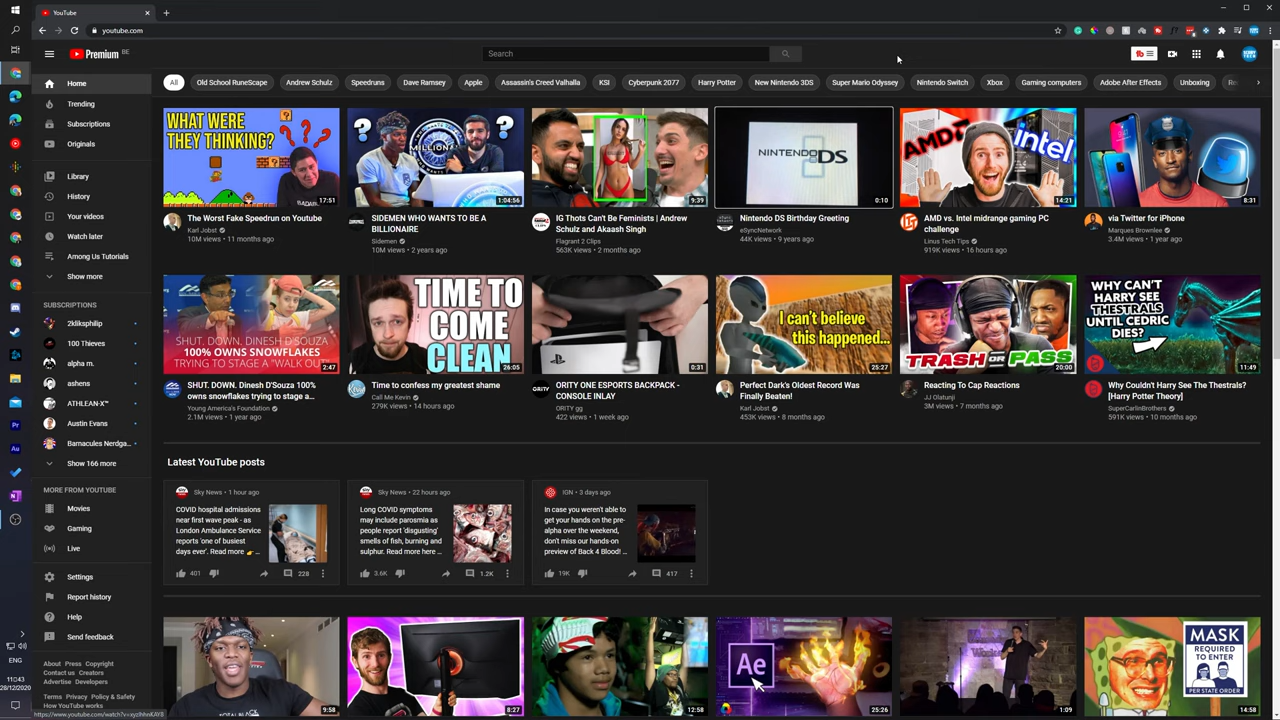 YouTube
youtube.com
Premium BE
Search
Home
Trending
Subscriptions
Originals
Library
History
Your videos
Watch later
Among Us Tutorials
Show more
SUBSCRIPTIONS
2kliksphilip
100 Thieves
alpha m.
ashens
ATHLEAN-X™
Austin Evans
Barnacules Nerdga...
Show 166 more
MORE FROM YOUTUBE
Movies
Gaming
Live
Settings
Report history
Help
Send feedback
About Press Copyright
Contact us Creators
Advertise Developers
Terms Privacy Policy & Safety
How YouTube works
https://www.youtube.com/watch?v=xyzIhhnKAY8
ENG
11:43
28/12/2020
All
Old School RuneScape
Andrew Schulz
Speedruns
Dave Ramsey
Apple
Assassin's Creed Valhalla
KSI
Cyberpunk 2077
Harry Potter
New Nintendo 3DS
Super Mario Odyssey
Nintendo Switch
Xbox
Gaming computers
Adobe After Effects
Unboxing
WHAT WERE
THEY THINKING?
17:51
The Worst Fake Speedrun on Youtube
Karl Jobst
10M views • 11 months ago
1:04:56
SIDEMEN WHO WANTS TO BE A
BILLIONAIRE
Sidemen
10M views • 2 years ago
9:39
IG Thots Can't Be Feminists | Andrew
Schulz and Akaash Singh
Flagrant 2 Clips
563K views • 2 months ago
NINTENDO DS
0:10
Nintendo DS Birthday Greeting
eSyncNetwork
44K views • 9 years ago
AMD
intel
14:21
AMD vs. Intel midrange gaming PC
challenge
Linus Tech Tips
919K views • 16 hours ago
8:31
via Twitter for iPhone
Marques Brownlee
3.4M views • 1 year ago
SHUT. DOWN. DINESH D'SOUZA
100% OWNS SNOWFLAKES
TRYING TO STAGE A "WALK OUT"
2:47
SHUT. DOWN. Dinesh D'Souza 100%
owns snowflakes trying to stage a...
Young America's Foundation
2.1M views • 1 year ago
TIME TO
COME
CLEAN
26:05
Time to confess my greatest shame
Call Me Kevin
279K views • 14 hours ago
0:31
ORITY ONE ESPORTS BACKPACK -
CONSOLE INLAY
ORITY gg
422 views • 1 week ago
I can't believe
this happened...
25:27
Perfect Dark's Oldest Record Was
Finally Beaten!
Karl Jobst
453K views • 8 months ago
TRASH OR PASS
20:00
Reacting To Cap Reactions
JJ Olatunji
3M views • 7 months ago
WHY CAN'T
HARRY SEE
THESTRALS
UNTIL CEDRIC
DIES?
11:49
Why Couldn't Harry See The Thestrals?
[Harry Potter Theory]
SuperCarlinBrothers
591K views • 10 months ago
Latest YouTube posts
Sky News • 1 hour ago
COVID hospital admissions
near first wave peak - as
London Ambulance Service
reports 'one of busiest
days ever'. Read more 👉 ...
401
228
Sky News • 22 hours ago
Long COVID symptoms
may include parosmia as
people report 'disgusting'
smells of fish, burning and
sulphur. Read more here ...
3.6K
1.2K
IGN • 3 days ago
In case you weren't able to
get your hands on the pre-
alpha over the weekend,
don't miss our hands-on
preview of Back 4 Blood! ...
19K
417
9:58
8:27
12:58
Ae
25:26
1:09
MASK
REQUIRED
TO ENTER
PER STATE ORDER
14:58